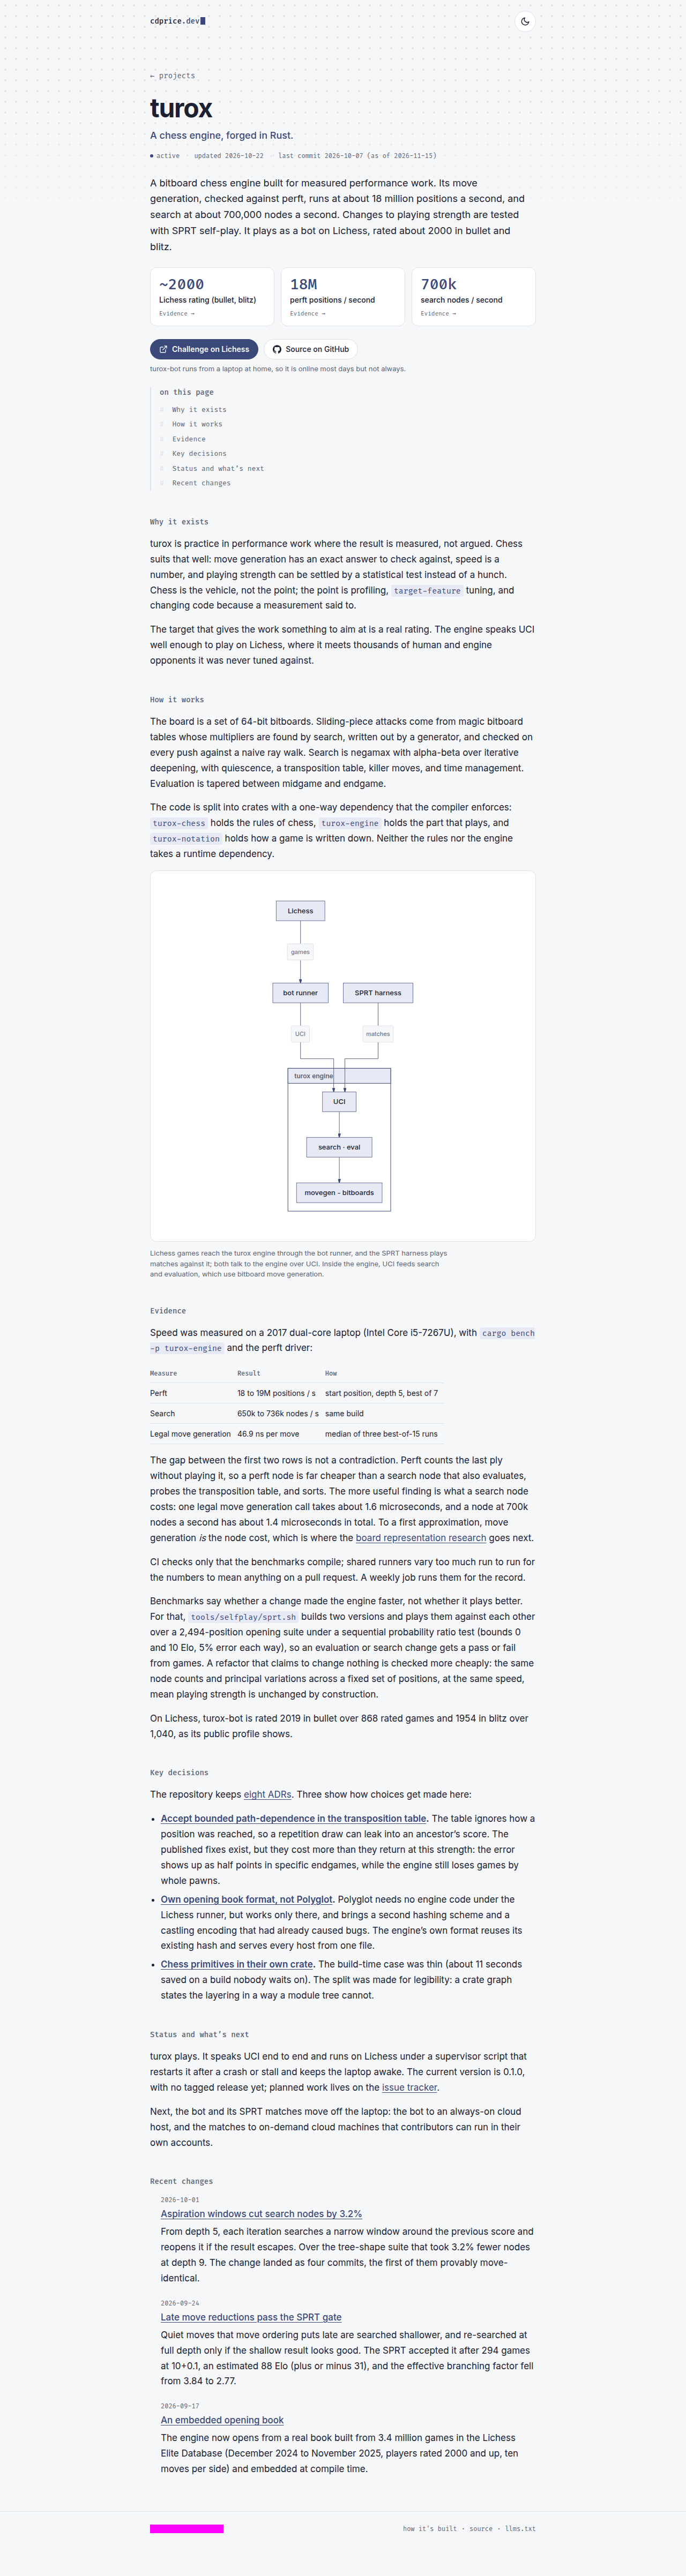 cdprice.dev
← projects
turox
A chess engine, forged in Rust.
active · updated 2026-10-22 · last commit 2026-10-07 (as of 2026-11-15)
A bitboard chess engine built for measured performance work. Its move
generation, checked against perft, runs at about 18 million positions a second, and
search at about 700,000 nodes a second. Changes to playing strength are tested
with SPRT self-play. It plays as a bot on Lichess, rated about 2000 in bullet and
blitz.
~2000
Lichess rating (bullet, blitz)
Evidence →
18M
perft positions / second
Evidence →
700k
search nodes / second
Evidence →
Challenge on Lichess
Source on GitHub
turox-bot runs from a laptop at home, so it is online most days but not always.
on this page
# Why it exists
# How it works
# Evidence
# Key decisions
# Status and what's next
# Recent changes
Why it exists
turox is practice in performance work where the result is measured, not argued. Chess
suits that well: move generation has an exact answer to check against, speed is a
number, and playing strength can be settled by a statistical test instead of a hunch.
Chess is the vehicle, not the point; the point is profiling, target-feature tuning, and
changing code because a measurement said to.
The target that gives the work something to aim at is a real rating. The engine speaks UCI
well enough to play on Lichess, where it meets thousands of human and engine
opponents it was never tuned against.
How it works
The board is a set of 64-bit bitboards. Sliding-piece attacks come from magic bitboard
tables whose multipliers are found by search, written out by a generator, and checked on
every push against a naive ray walk. Search is negamax with alpha-beta over iterative
deepening, with quiescence, a transposition table, killer moves, and time management.
Evaluation is tapered between midgame and endgame.
The code is split into crates with a one-way dependency that the compiler enforces:
turox-chess holds the rules of chess, turox-engine holds the part that plays, and
turox-notation holds how a game is written down. Neither the rules nor the engine
takes a runtime dependency.
Lichess
games
bot runner
SPRT harness
UCI
matches
turox engine
UCI
search · eval
movegen · bitboards
Lichess games reach the turox engine through the bot runner, and the SPRT harness plays
matches against it; both talk to the engine over UCI. Inside the engine, UCI feeds search
and evaluation, which use bitboard move generation.
Evidence
Speed was measured on a 2017 dual-core laptop (Intel Core i5-7267U), with cargo bench
-p turox-engine and the perft driver:
Measure Result How
Perft 18 to 19M positions / s start position, depth 5, best of 7
Search 650k to 736k nodes / s same build
Legal move generation 46.9 ns per move median of three best-of-15 runs
The gap between the first two rows is not a contradiction. Perft counts the last ply
without playing it, so a perft node is far cheaper than a search node that also evaluates,
probes the transposition table, and sorts. The more useful finding is what a search node
costs: one legal move generation call takes about 1.6 microseconds, and a node at 700k
nodes a second has about 1.4 microseconds in total. To a first approximation, move
generation is the node cost, which is where the board representation research goes next.
CI checks only that the benchmarks compile; shared runners vary too much run to run for
the numbers to mean anything on a pull request. A weekly job runs them for the record.
Benchmarks say whether a change made the engine faster, not whether it plays better.
For that, tools/selfplay/sprt.sh builds two versions and plays them against each other
over a 2,494-position opening suite under a sequential probability ratio test (bounds 0
and 10 Elo, 5% error each way), so an evaluation or search change gets a pass or fail
from games. A refactor that claims to change nothing is checked more cheaply: the same
node counts and principal variations across a fixed set of positions, at the same speed,
mean playing strength is unchanged by construction.
On Lichess, turox-bot is rated 2019 in bullet over 868 rated games and 1954 in blitz over
1,040, as its public profile shows.
Key decisions
The repository keeps eight ADRs. Three show how choices get made here:
• Accept bounded path-dependence in the transposition table. The table ignores how a
position was reached, so a repetition draw can leak into an ancestor's score. The
published fixes exist, but they cost more than they return at this strength: the error
shows up as half points in specific endgames, while the engine still loses games by
whole pawns.
• Own opening book format, not Polyglot. Polyglot needs no engine code under the
Lichess runner, but works only there, and brings a second hashing scheme and a
castling encoding that had already caused bugs. The engine's own format reuses its
existing hash and serves every host from one file.
• Chess primitives in their own crate. The build-time case was thin (about 11 seconds
saved on a build nobody waits on). The split was made for legibility: a crate graph
states the layering in a way a module tree cannot.
Status and what's next
turox plays. It speaks UCI end to end and runs on Lichess under a supervisor script that
restarts it after a crash or stall and keeps the laptop awake. The current version is 0.1.0,
with no tagged release yet; planned work lives on the issue tracker.
Next, the bot and its SPRT matches move off the laptop: the bot to an always-on cloud
host, and the matches to on-demand cloud machines that contributors can run in their
own accounts.
Recent changes
2026-10-01
Aspiration windows cut search nodes by 3.2%
From depth 5, each iteration searches a narrow window around the previous score and
reopens it if the result escapes. Over the tree-shape suite that took 3.2% fewer nodes
at depth 9. The change landed as four commits, the first of them provably move-
identical.
2026-09-24
Late move reductions pass the SPRT gate
Quiet moves that move ordering puts late are searched shallower, and re-searched at
full depth only if the shallow result looks good. The SPRT accepted it after 294 games
at 10+0.1, an estimated 88 Elo (plus or minus 31), and the effective branching factor fell
from 3.84 to 2.77.
2026-09-17
An embedded opening book
The engine now opens from a real book built from 3.4 million games in the Lichess
Elite Database (December 2024 to November 2025, players rated 2000 and up, ten
moves per side) and embedded at compile time.
how it's built · source · llms.txt